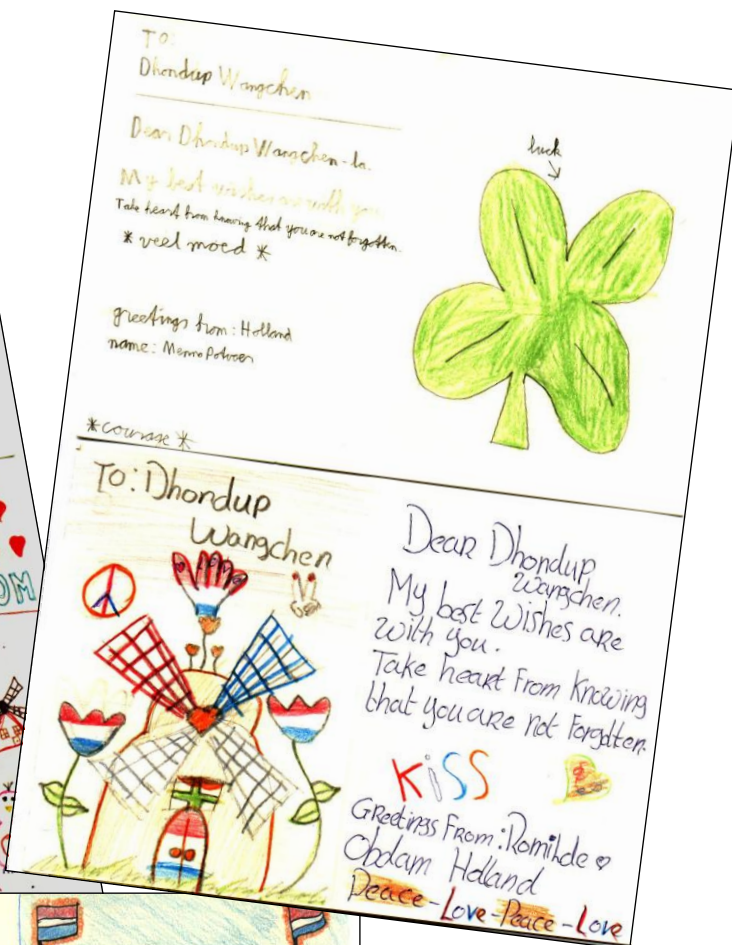 To:
Dhondup Wangchen
Dear Dhondup Wangchen-la.
My best wishes are with you
Take heart from knowing that you are not forgotten.
* veel moed *
greetings from: Holland
name: Menno
*courage*
luck
To: Dhondup
Wangchen
Dear Dhondup
Wangchen.
My best Wishes are
With you.
Take heart From Knowing
that you are not Forgotten.
KiSS
Greetings From: Romilde
Obdam Holland
Peace - Love - Peace - Love
OM